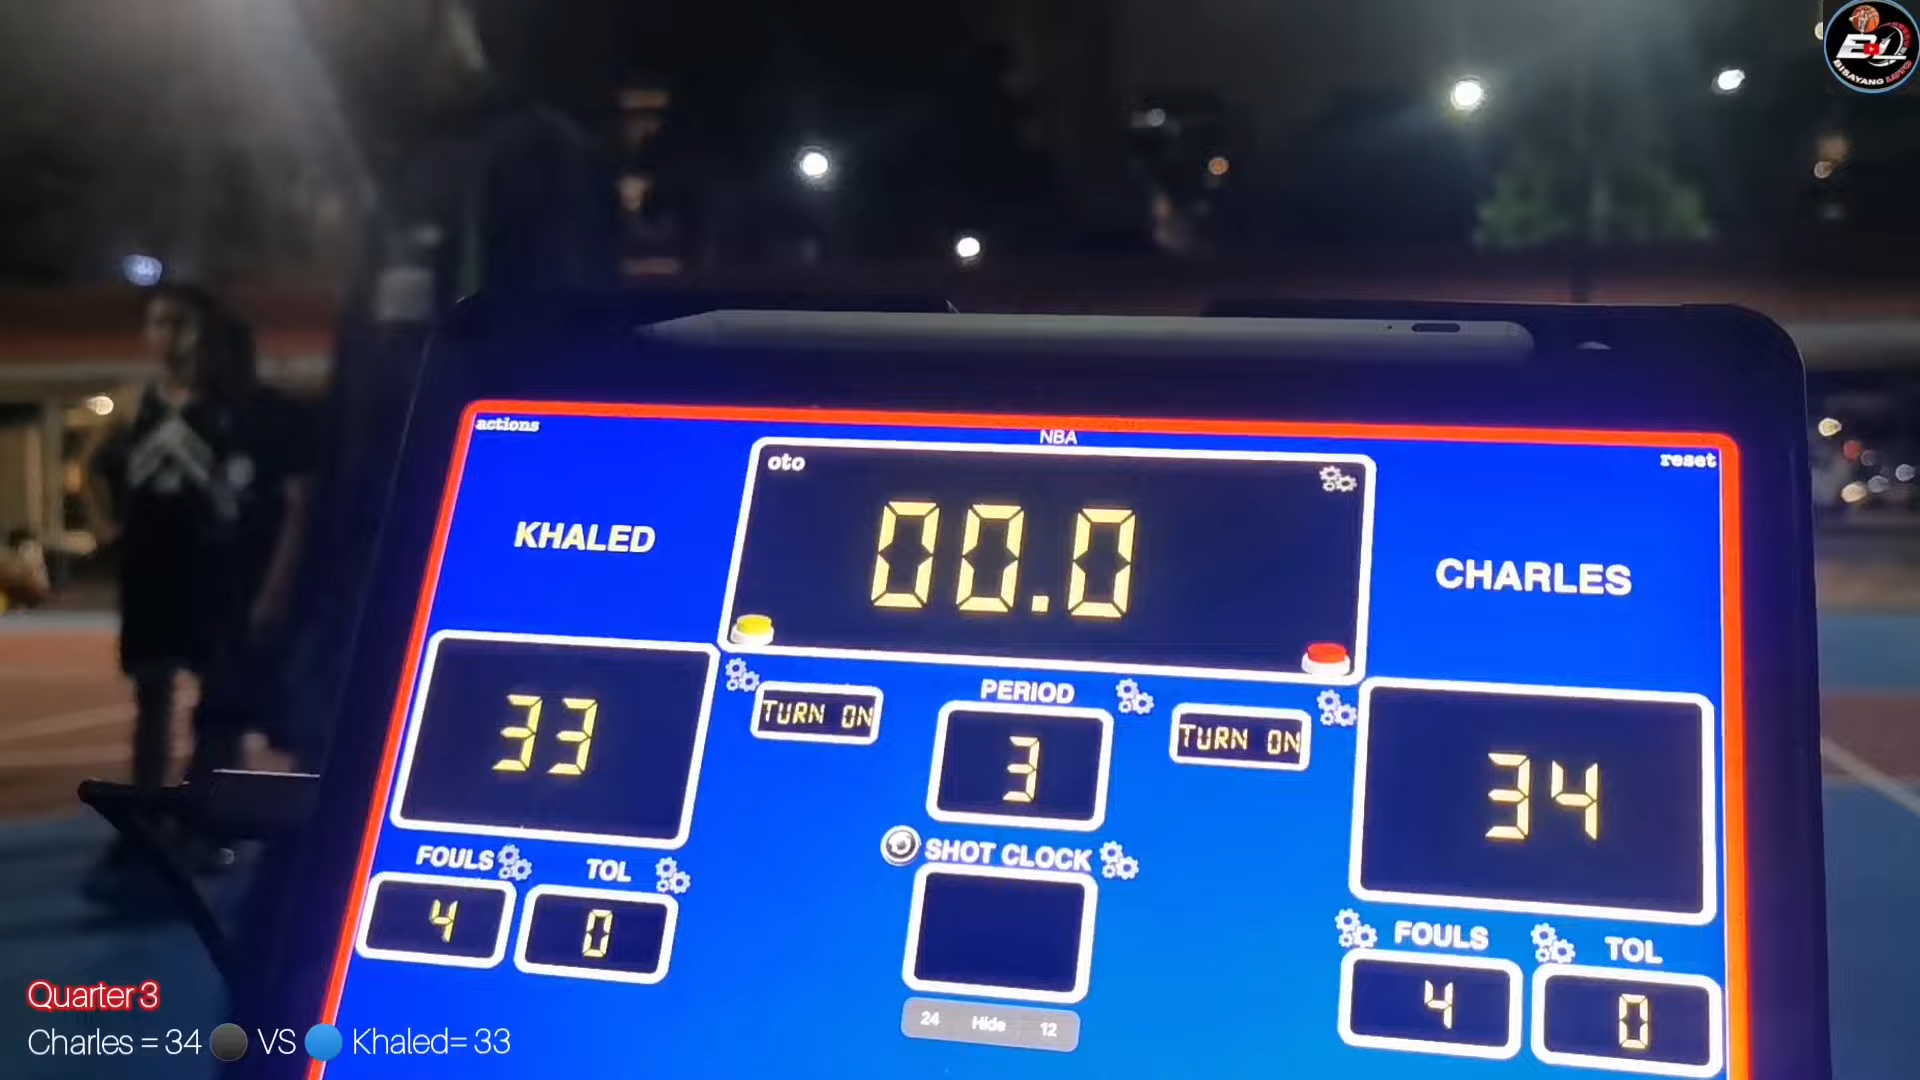 BISAYANG
actions
NBA
reset
oto
00.0
KHALED
CHARLES
33
TURN ON
PERIOD
3
TURN ON
34
SHOT CLOCK
FOULS
TOL
4
0
24 Hide 12
FOULS
TOL
4
0
Quarter 3
Charles = 34 VS Khaled= 33